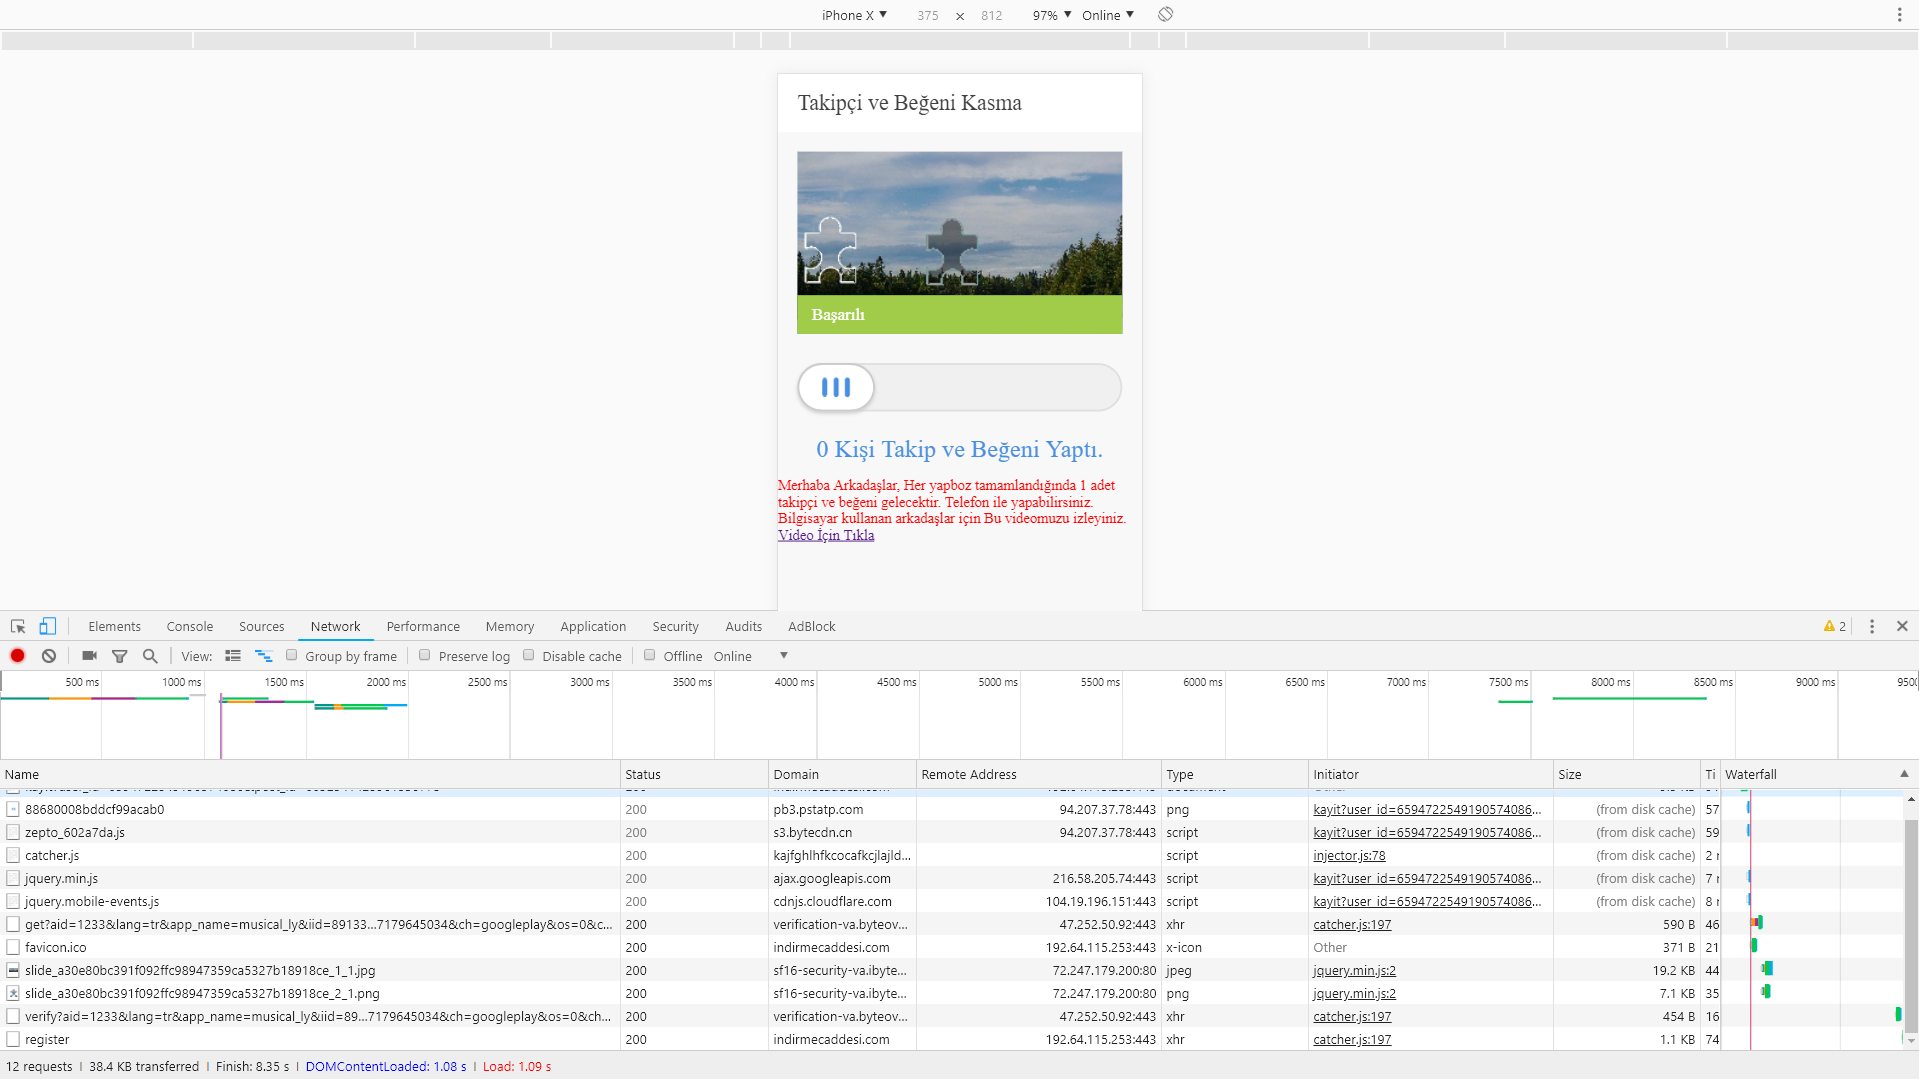 iPhone X ▼ 375 × 812 97% ▼ Online ▼
Takipçi ve Beğeni Kasma
Başarılı
0 Kişi Takip ve Beğeni Yaptı.
Merhaba Arkadaşlar, Her yapboz tamamlandığında 1 adet
takipçi ve beğeni gelecektir. Telefon ile yapabilirsiniz.
Bilgisayar kullanan arkadaşlar için Bu videomuzu izleyiniz.
Video İçin Tıkla
Elements Console Sources Network Performance Memory Application Security Audits AdBlock 2
View: Group by frame Preserve log Disable cache Offline Online ▼
500 ms 1000 ms 1500 ms 2000 ms 2500 ms 3000 ms 3500 ms 4000 ms 4500 ms 5000 ms 5500 ms 6000 ms 6500 ms 7000 ms 7500 ms 8000 ms 8500 ms 9000 ms 9500
Name Status Domain Remote Address Type Initiator Size Ti Waterfall
88680008bddcf99acab0 200 pb3.pstatp.com 94.207.37.78:443 png kayit?user_id=6594722549190574086... (from disk cache) 57
zepto_602a7da.js 200 s3.bytecdn.cn 94.207.37.78:443 script kayit?user_id=6594722549190574086... (from disk cache) 59
catcher.js 200 kajfghlhfkcocafkcjlajld... script injector.js:78 (from disk cache) 2
jquery.min.js 200 ajax.googleapis.com 216.58.205.74:443 script kayit?user_id=6594722549190574086... (from disk cache) 7
jquery.mobile-events.js 200 cdnjs.cloudflare.com 104.19.196.151:443 script kayit?user_id=6594722549190574086... (from disk cache) 8
get?aid=1233&lang=tr&app_name=musical_ly&iid=89133...7179645034&ch=googleplay&os=0&c... 200 verification-va.byteov... 47.252.50.92:443 xhr catcher.js:197 590 B 46
favicon.ico 200 indirmecaddesi.com 192.64.115.253:443 x-icon Other 371 B 21
slide_a30e80bc391f092ffc98947359ca5327b18918ce_1_1.jpg 200 sf16-security-va.ibyte... 72.247.179.200:80 jpeg jquery.min.js:2 19.2 KB 44
slide_a30e80bc391f092ffc98947359ca5327b18918ce_2_1.png 200 sf16-security-va.ibyte... 72.247.179.200:80 png jquery.min.js:2 7.1 KB 35
verify?aid=1233&lang=tr&app_name=musical_ly&iid=89...7179645034&ch=googleplay&os=0&ch... 200 verification-va.byteov... 47.252.50.92:443 xhr catcher.js:197 454 B 16
register 200 indirmecaddesi.com 192.64.115.253:443 xhr catcher.js:197 1.1 KB 74
12 requests 38.4 KB transferred Finish: 8.35 s DOMContentLoaded: 1.08 s Load: 1.09 s